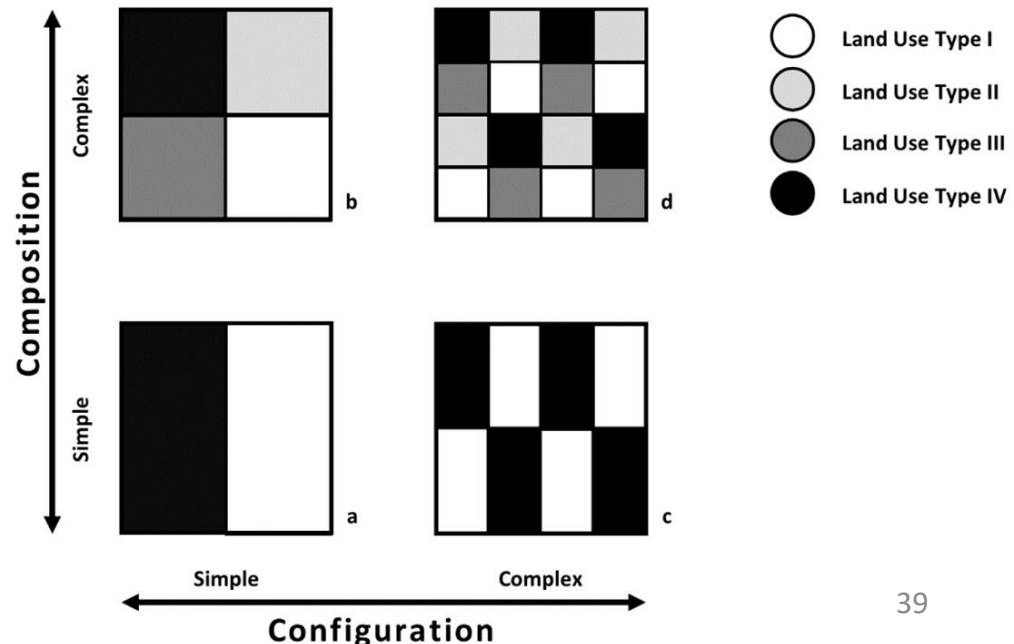 Complex
Composition
Simple
b
d
a
c
Simple
Complex
Configuration
Land Use Type I
Land Use Type II
Land Use Type III
Land Use Type IV
39